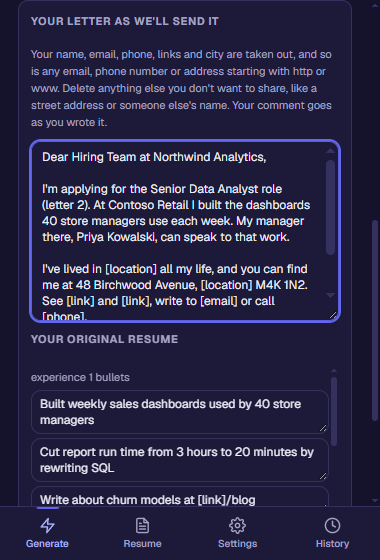 YOUR LETTER AS WE'LL SEND IT
Your name, email, phone, links and city are taken out, and so
is any email, phone number or address starting with http or
www. Delete anything else you don't want to share, like a
street address or someone else's name. Your comment goes
as you wrote it.
Dear Hiring Team at Northwind Analytics,
I'm applying for the Senior Data Analyst role
(letter 2). At Contoso Retail I built the dashboards
40 store managers use each week. My manager
there, Priya Kowalski, can speak to that work.
I've lived in [location] all my life, and you can find
me at 48 Birchwood Avenue, [location] M4K 1N2.
See [link] and [link], write to [email] or call
[phone].
YOUR ORIGINAL RESUME
experience 1 bullets
Built weekly sales dashboards used by 40 store
managers
Cut report run time from 3 hours to 20 minutes by
rewriting SQL
Write about churn models at [link]/blog
Generate
Resume
Settings
History